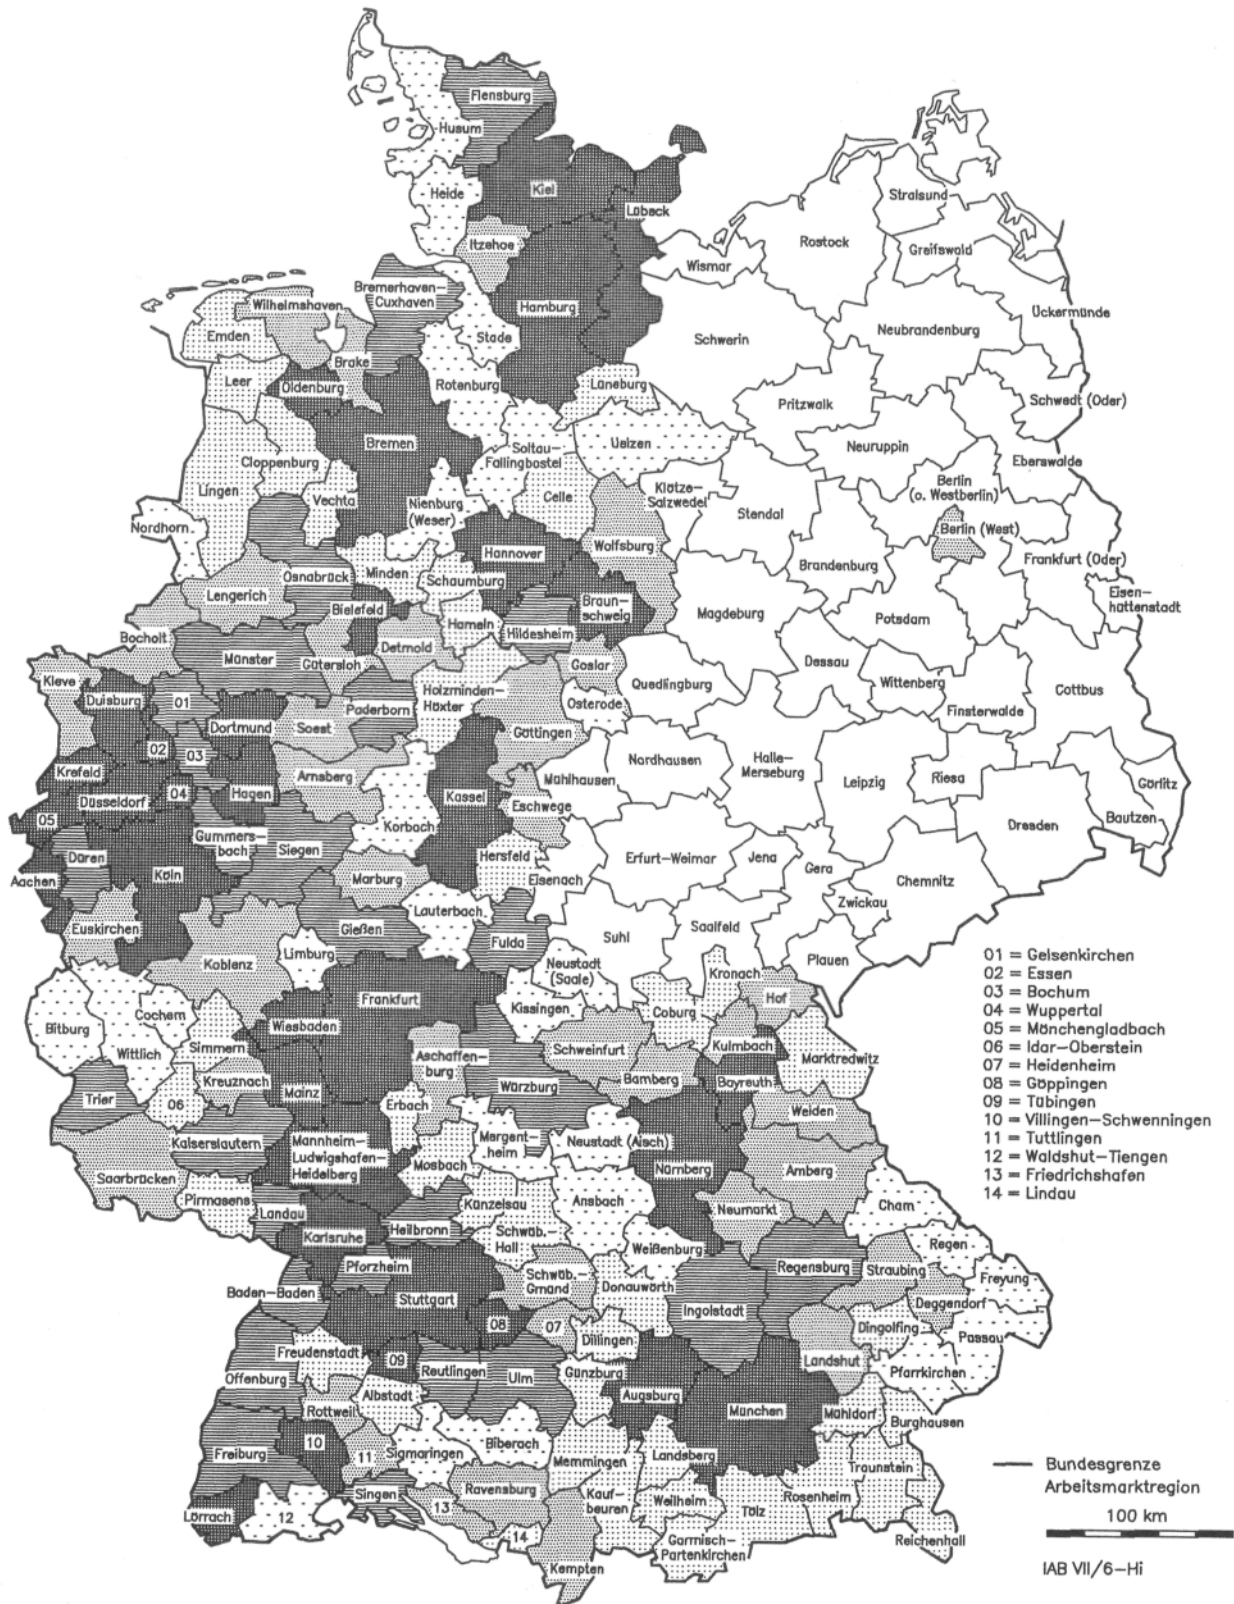 Flensburg
Husum
Heide
Kiel
Lübeck
Itzehoe
Stralsund
Rostock
Greifswald
Wismar
Bremerhaven-
Cuxhaven
Wilhelmshaven
Hamburg
Ückermünde
Emden
Stade
Schwerin
Neubrandenburg
Brake
Leer
Oldenburg
Rotenburg
Lüneburg
Pritzwalk
Schwedt (Oder)
Bremen
Uelzen
Neuruppin
Soltau-
Fallingbostel
Eberswalde
Cloppenburg
Lingen
Vechta
Nienburg
(Weser)
Celle
Klötze-
Salzwedel
Stendal
Berlin
(o. Westberlin)
Nordhorn
Berlin (West)
Hannover
Wolfsburg
Osnabrück
Minden
Schaumburg
Brandenburg
Frankfurt (Oder)
Lengerich
Bielefeld
Braun-
schweig
Magdeburg
Eisen-
hüttenstadt
Hameln
Potsdam
Bocholt
Münster
Gütersloh
Detmold
Hildesheim
Goslar
Dessau
Kleve
Duisburg
01
Holzminden-
Höxter
Quedlingburg
Wittenberg
Cottbus
Paderborn
Osterode
Finsterwalde
Dortmund
Soest
Göttingen
02
03
Nordhausen
Halle-
Merseburg
Krefeld
Arnsberg
Mühlhausen
Leipzig
Riesa
Görlitz
04
Hagen
Kassel
Eschwege
Düsseldorf
05
Korbach
Dresden
Bautzen
Gummers-
bach
Siegen
Hersfeld
Erfurt-Weimar
Jena
Gera
Düren
Köln
Marburg
Eisenach
Chemnitz
Aachen
Zwickau
Lauterbach
Euskirchen
Gießen
Fulda
Suhl
Saalfeld
Limburg
Plauen
Koblenz
Neustadt
(Saale)
Kronach
Frankfurt
Kissingen
Hof
Cochem
Coburg
Bitburg
Wiesbaden
Kulmbach
Wittlich
Simmern
Aschaffen-
burg
Schweinfurt
Marktredwitz
Kreuznach
Bamberg
Bayreuth
Trier
Mainz
Würzburg
06
Erbach
Weiden
Kaiserslautern
Mannheim-
Ludwigshafen-
Heidelberg
Mergent-
heim
Neustadt (Aisch)
Mosbach
Nürnberg
Amberg
Saarbrücken
Pirmasens
Künzelsau
Ansbach
Cham
Landau
Neumarkt
Karlsruhe
Heilbronn
Schwäb.-
Hall
Weißenburg
Regen
Pforzheim
Regensburg
Straubing
Freyung
Baden-Baden
Stuttgart
Schwäb.-
Gmünd
Donauwörth
Ingolstadt
Deggendorf
08
07
Dillingen
Dingolfing
Passau
Freudenstadt
09
Landshut
Offenburg
Reutlingen
Ulm
Günzburg
Pfarrkirchen
Albstadt
Augsburg
München
Rottweil
Mühldorf
Burghausen
10
Biberach
Freiburg
11
Sigmaringen
Memmingen
Landsberg
Traunstein
Singen
Ravensburg
Kauf-
beuren
Weilheim
Rosenheim
Lörrach
12
13
Tölz
14
Garmisch-
Partenkirchen
Reichenhall
Kempten
01 = Gelsenkirchen
02 = Essen
03 = Bochum
04 = Wuppertal
05 = Mönchengladbach
06 = Idar-Oberstein
07 = Heidenheim
08 = Göppingen
09 = Tübingen
10 = Villingen-Schwenningen
11 = Tuttlingen
12 = Waldshut-Tiengen
13 = Friedrichshafen
14 = Lindau
Bundesgrenze
Arbeitsmarktregion
100 km
IAB VII/6-Hi